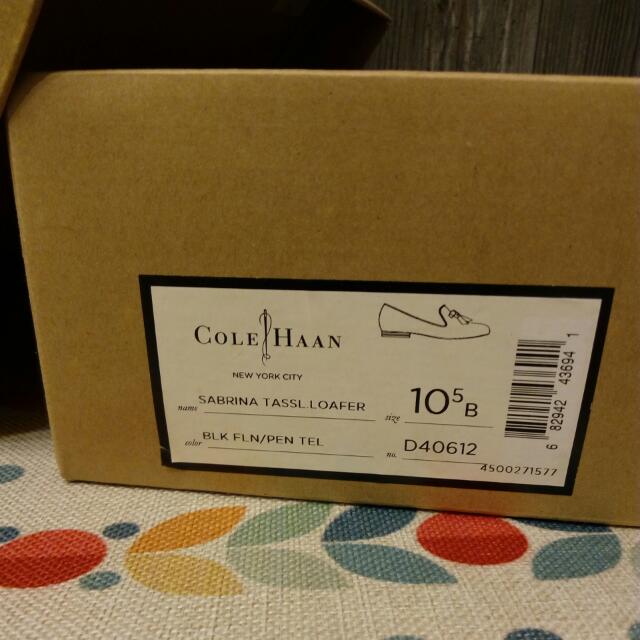 COLE HAAN
NEW YORK CITY
name SABRINA TASSL.LOAFER size 10⁵ B
color BLK FLN/PEN TEL no. D40612
4500271577
6 82942 43694 1